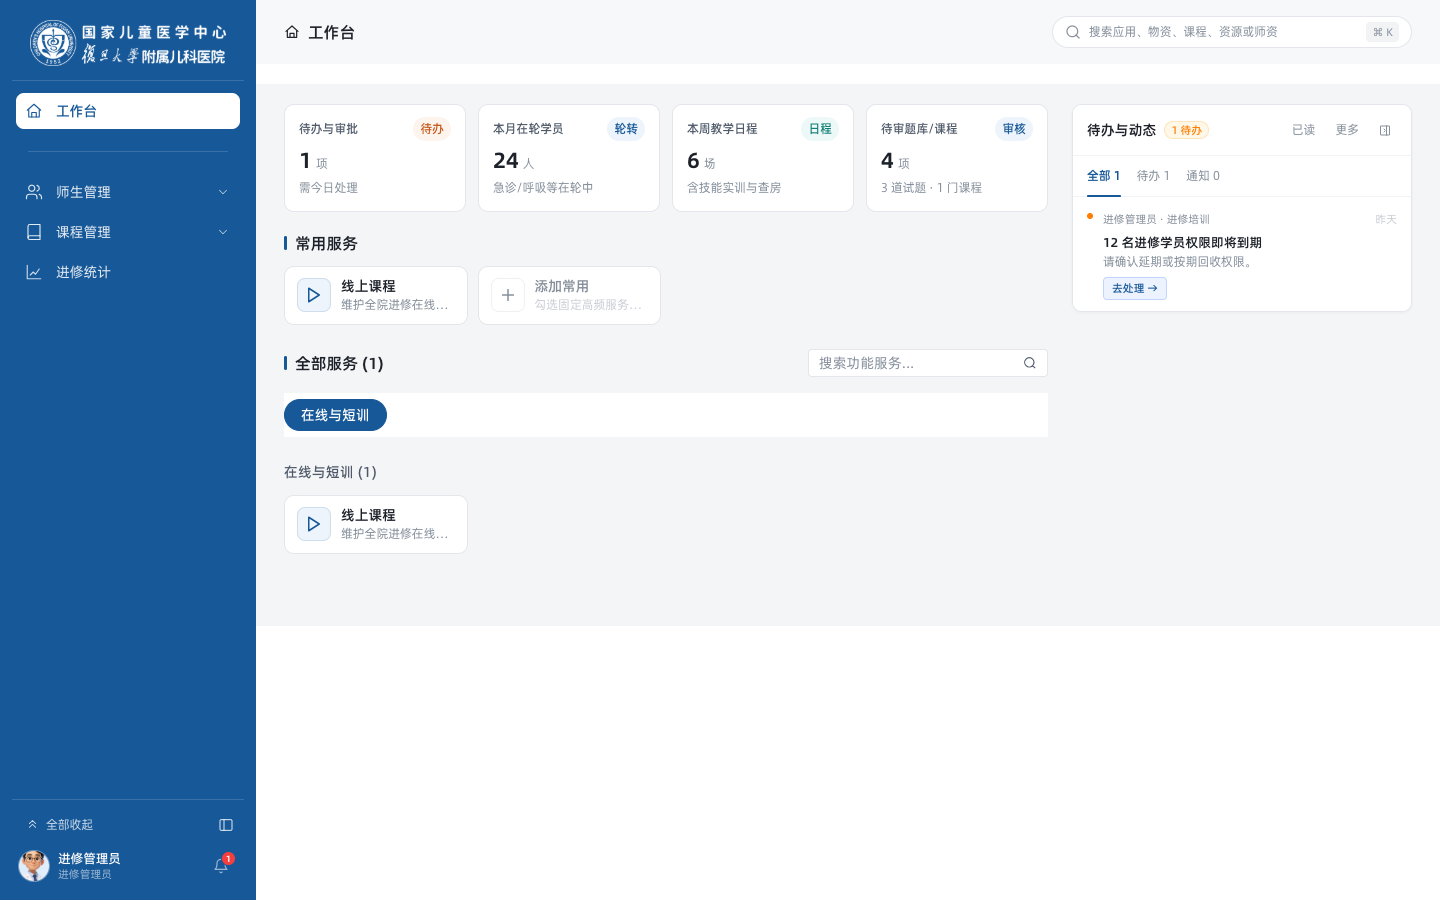 国家儿童医学中心
復旦大学附属儿科医院
1952
工作台
师生管理
课程管理
进修统计
全部收起
进修管理员
进修管理员
1
工作台
搜索应用、物资、课程、资源或师资
⌘ K
待办与审批 待办
1 项
需今日处理
本月在轮学员 轮转
24 人
急诊/呼吸等在轮中
本周教学日程 日程
6 场
含技能实训与查房
待审题库/课程 审核
4 项
3 道试题 · 1 门课程
常用服务
线上课程
维护全院进修在线...
添加常用
勾选固定高频服务...
全部服务 (1)
搜索功能服务...
在线与短训
在线与短训 (1)
线上课程
维护全院进修在线...
待办与动态 1 待办 已读 更多
全部 1 待办 1 通知 0
进修管理员 · 进修培训 昨天
12 名进修学员权限即将到期
请确认延期或按期回收权限。
去处理 →